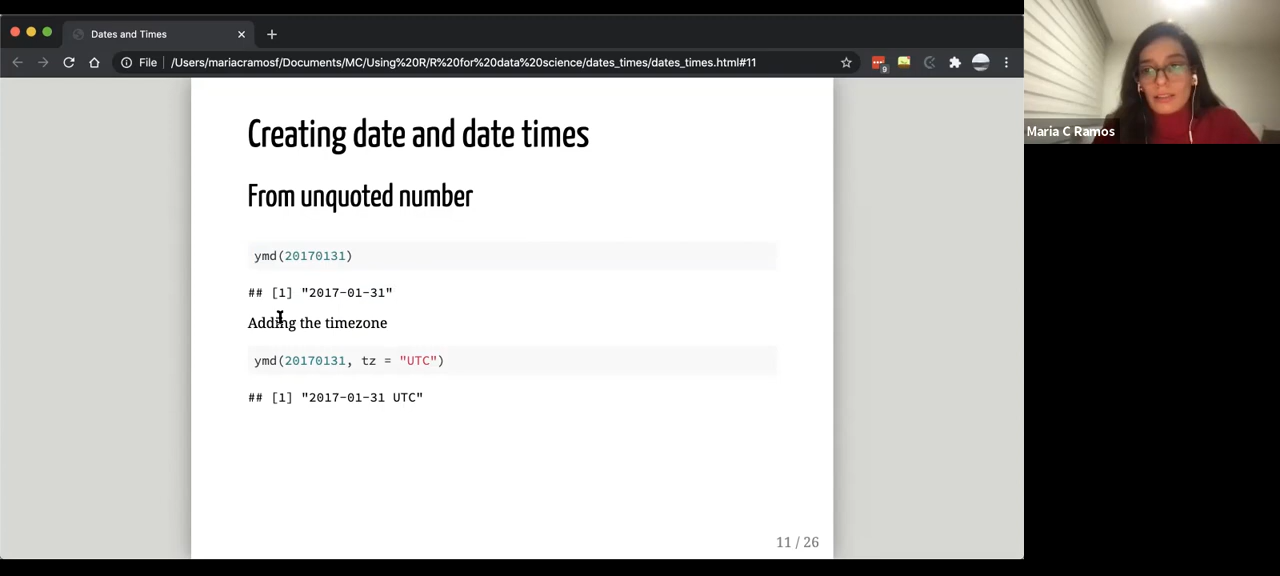 Dates and Times
File
/Users/mariacramosf/Documents/MC/Using%20R/R%20for%20data%20science/dates_times/dates_times.html#11
9
Maria C Ramos
Creating date and date times
From unquoted number
ymd(20170131)
## [1] "2017-01-31"
Adding the timezone
ymd(20170131, tz = "UTC")
## [1] "2017-01-31 UTC"
11 / 26